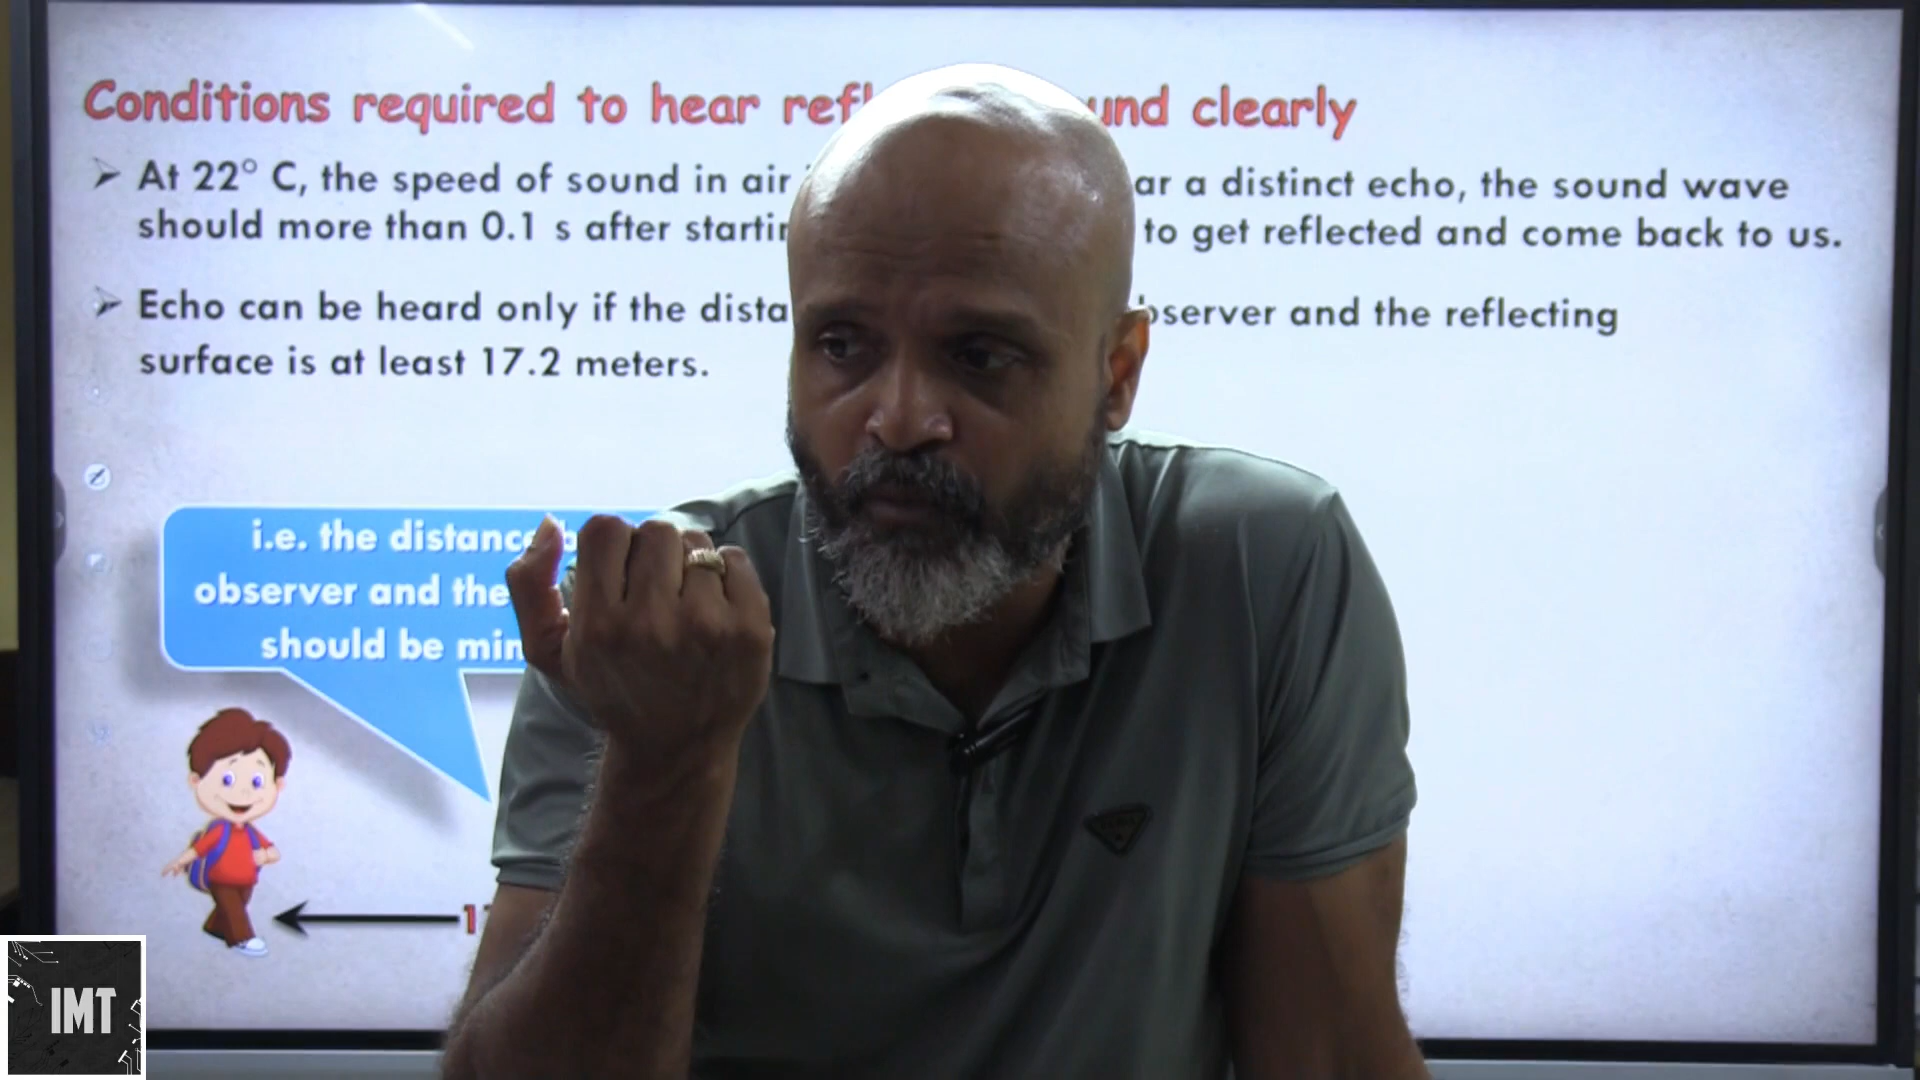 Conditions required to hear refl und clearly
At 22° C, the speed of sound in air ar a distinct echo, the sound wave
should more than 0.1 s after startin to get reflected and come back to us.
Echo can be heard only if the dista bserver and the reflecting
surface is at least 17.2 meters.
i.e. the distance b
observer and the
should be min
1
IMT